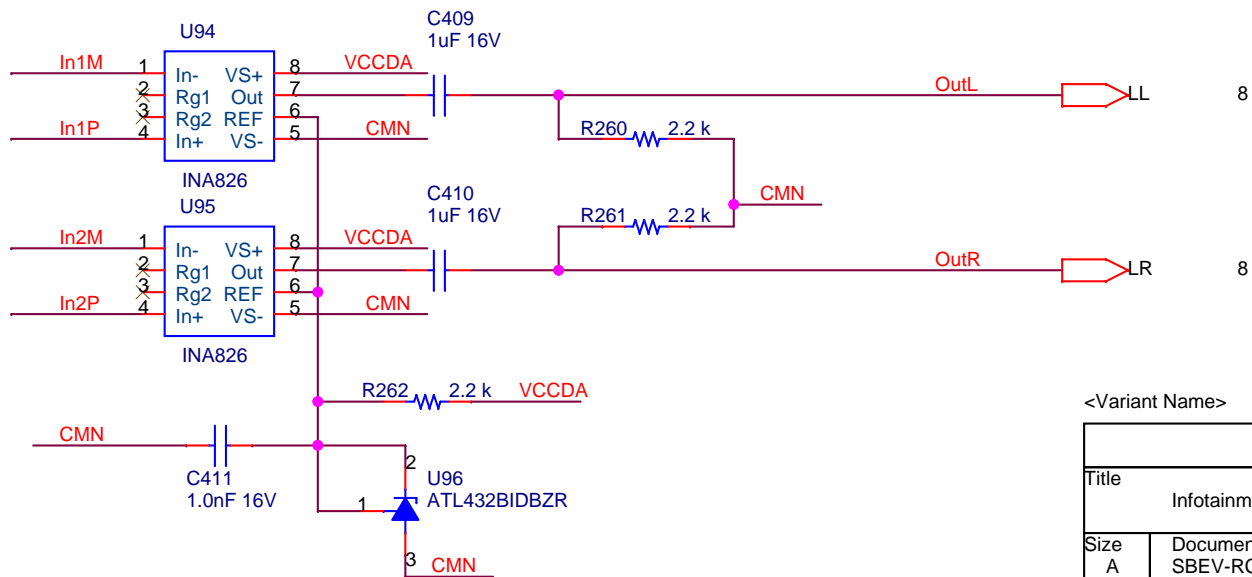 U94
In1M 1 In- VS+ 8 VCCDA
2 Rg1 Out 7
3 Rg2 REF 6
In1P 4 In+ VS- 5 CMN
INA826
C409
1uF 16V
OutL LL 8
R260 2.2 k
CMN
R261 2.2 k
C410
1uF 16V
OutR LR 8
U95
In2M 1 In- VS+ 8 VCCDA
2 Rg1 Out 7
3 Rg2 REF 6
In2P 4 In+ VS- 5 CMN
INA826
R262 2.2 k VCCDA
CMN
C411
1.0nF 16V
2
U96
1 ATL432BIDBZR
3 CMN
<Variant Name>
Title
Infotainm
Size Documen
A SBEV-RO